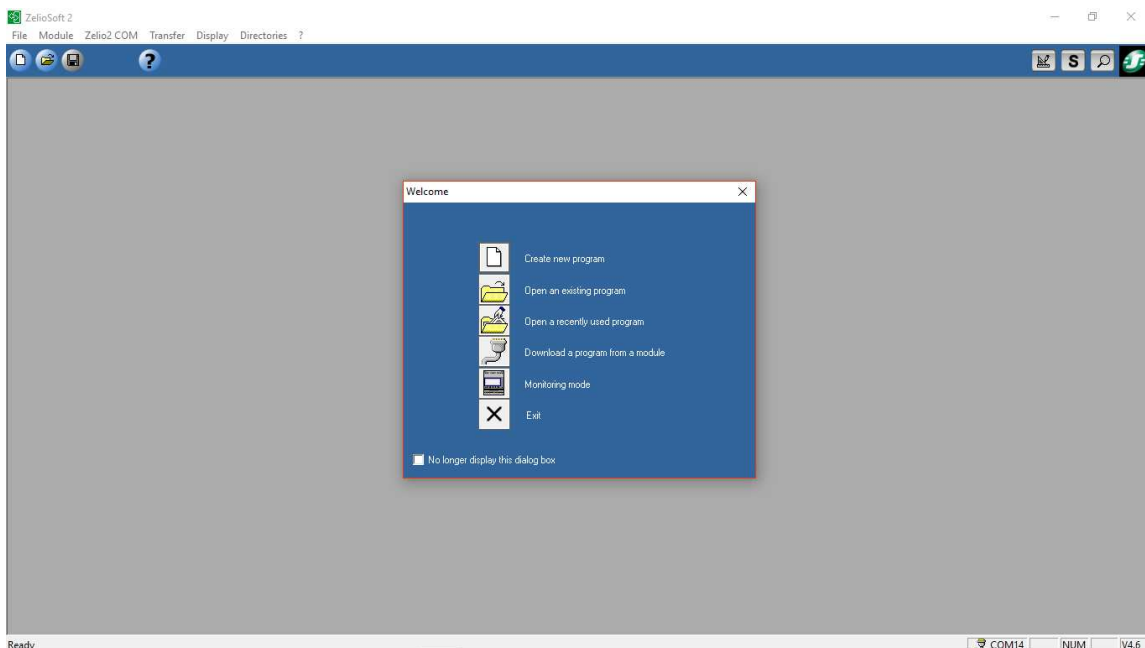 ZelioSoft 2
File Module Zelio2 COM Transfer Display Directories ?
? S
Welcome
Create new program
Open an existing program
Open a recently used program
Download a program from a module
Monitoring mode
Exit
No longer display this dialog box
Ready COM14 NUM V4.6